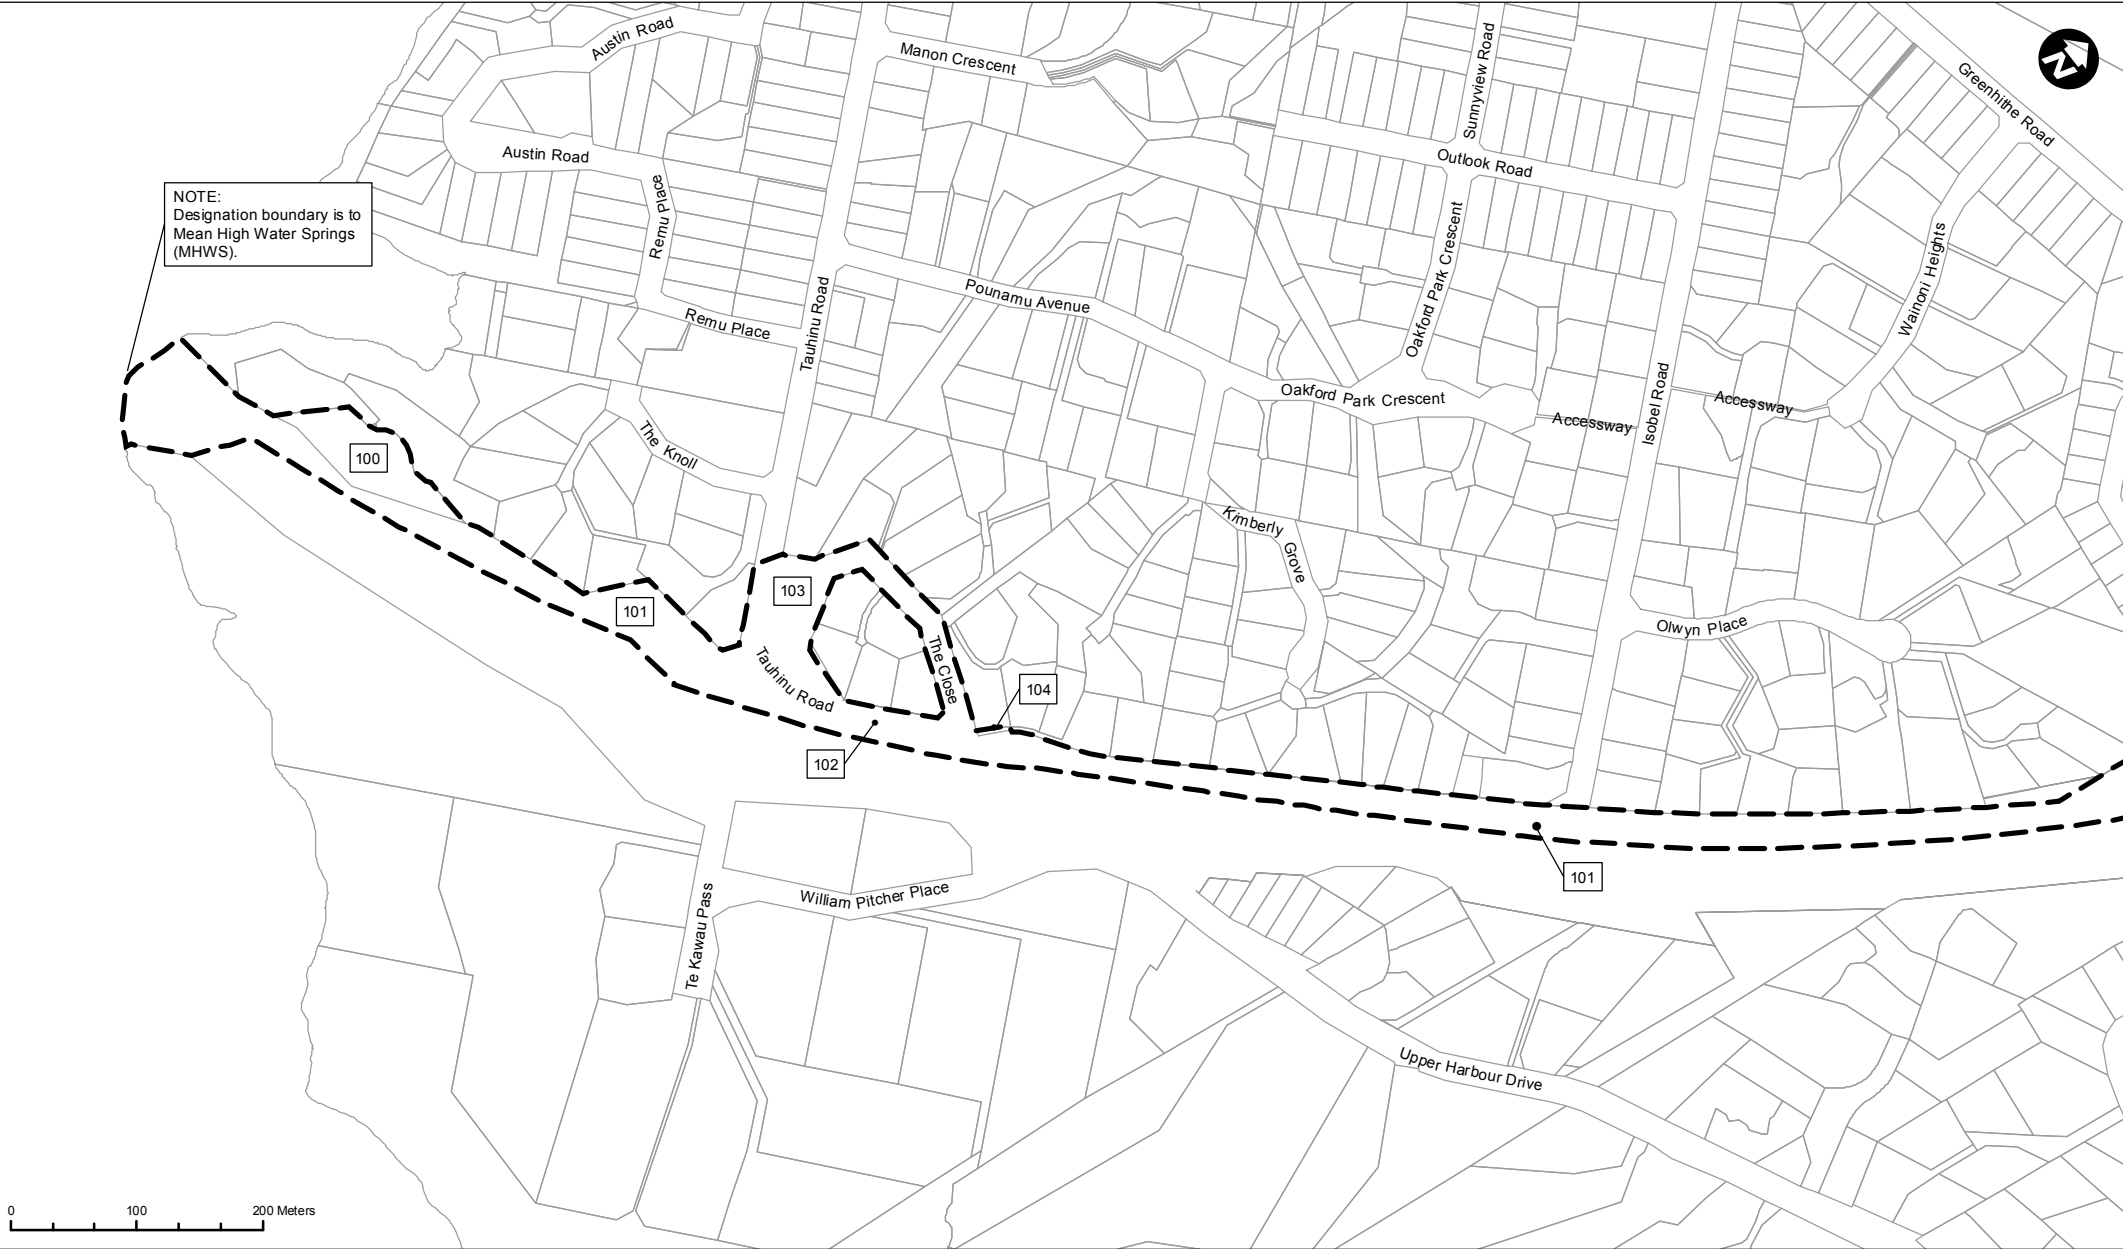 Austin Road
Manon Crescent
Sunnyview Road
Greenhithe Road
N
Austin Road
Outlook Road
NOTE:
Designation boundary is to
Mean High Water Springs
(MHWS).
Remu Place
Oakford Park Crescent
Wainoni Heights
Pounamu Avenue
Tauhinu Road
Remu Place
Oakford Park Crescent
Isobel Road
Accessway
Accessway
The Knoll
100
Kimberly
Grove
103
101
Olwyn Place
Tauhinu Road
The Close
104
102
101
William Pitcher Place
Te Kawau Pass
Upper Harbour Drive
0 100 200 Meters